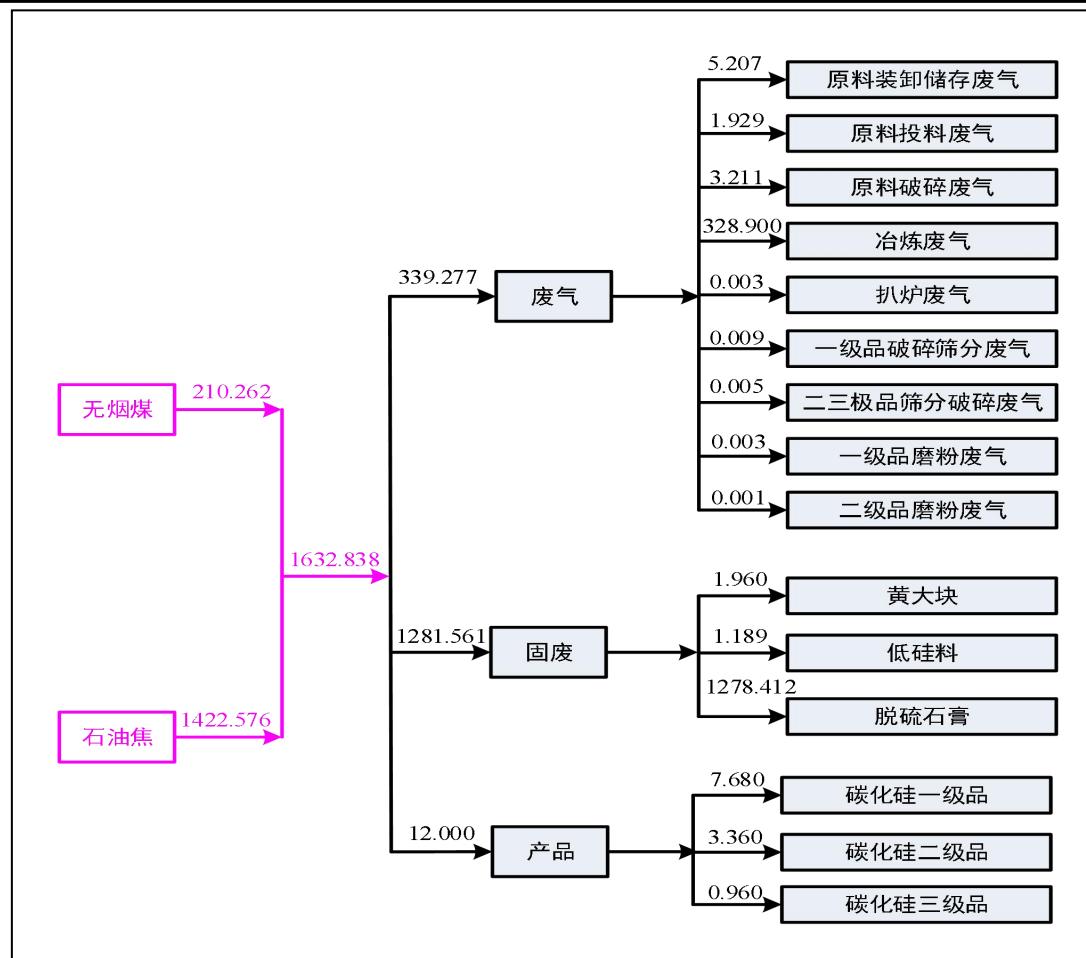 5.207
原料装卸储存废气
1.929
原料投料废气
3.211
原料破碎废气
328.900
冶炼废气
339.277
废气
0.003
扒炉废气
0.009
一级品破碎筛分废气
无烟煤
210.262
0.005
二三极品筛分破碎废气
0.003
一级品磨粉废气
0.001
二级品磨粉废气
1632.838
1.960
黄大块
1281.561
固废
1.189
低硅料
石油焦
1422.576
1278.412
脱硫石膏
7.680
碳化硅一级品
12.000
产品
3.360
碳化硅二级品
0.960
碳化硅三级品